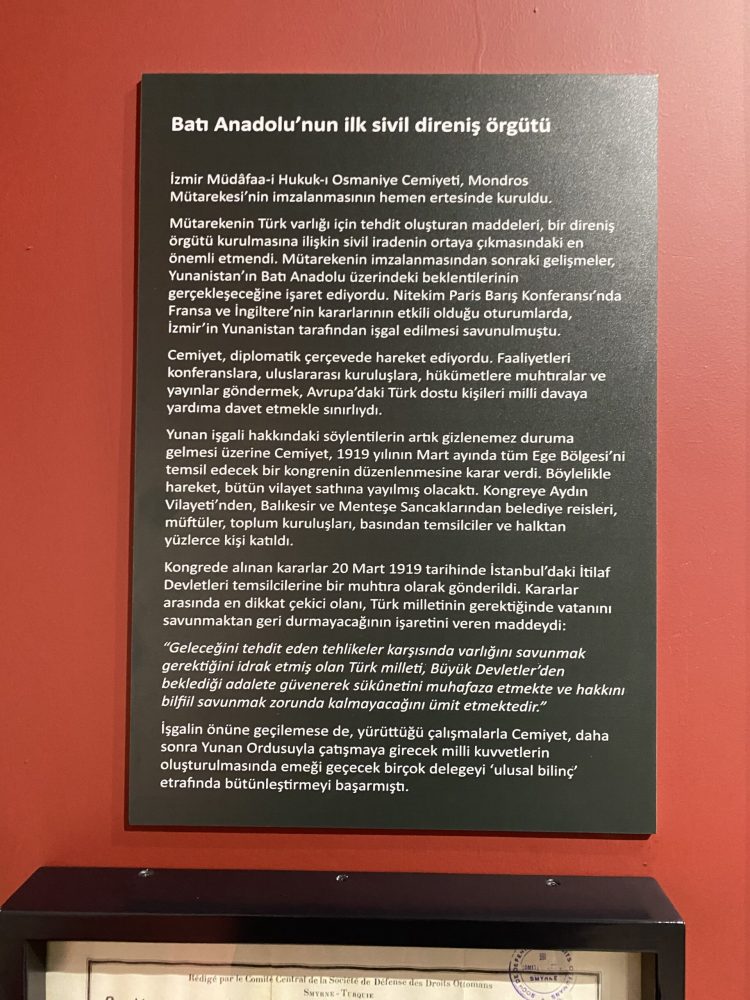 Batı Anadolu'nun ilk sivil direniş örgütü
İzmir Müdâfaa-i Hukuk-ı Osmaniye Cemiyeti, Mondros
Mütarekesi'nin imzalanmasının hemen ertesinde kuruldu.
Mütarekenin Türk varlığı için tehdit oluşturan maddeleri, bir direniş
örgütü kurulmasına ilişkin sivil iradenin ortaya çıkmasındaki en
önemli etmendi. Mütarekenin imzalanmasından sonraki gelişmeler,
Yunanistan'ın Batı Anadolu üzerindeki beklentilerinin
gerçekleşeceğine işaret ediyordu. Nitekim Paris Barış Konferansı'nda
Fransa ve İngiltere'nin kararlarının etkili olduğu oturumlarda,
İzmir'in Yunanistan tarafından işgal edilmesi savunulmuştu.
Cemiyet, diplomatik çerçevede hareket ediyordu. Faaliyetleri
konferanslara, uluslararası kuruluşlara, hükümetlere muhtıralar ve
yayınlar göndermek, Avrupa'daki Türk dostu kişileri milli davaya
yardıma davet etmekle sınırlıydı.
Yunan işgali hakkındaki söylentilerin artık gizlenemez duruma
gelmesi üzerine Cemiyet, 1919 yılının Mart ayında tüm Ege Bölgesi'ni
temsil edecek bir kongrenin düzenlenmesine karar verdi. Böylelikle
hareket, bütün vilayet sathına yayılmış olacaktı. Kongreye Aydın
Vilayeti'nden, Balıkesir ve Menteşe Sancaklarından belediye reisleri,
müftüler, toplum kuruluşları, basından temsilciler ve halktan
yüzlerce kişi katıldı.
Kongrede alınan kararlar 20 Mart 1919 tarihinde İstanbul'daki İtilaf
Devletleri temsilcilerine bir muhtıra olarak gönderildi. Kararlar
arasında en dikkat çekici olanı, Türk milletinin gerektiğinde vatanını
savunmaktan geri durmayacağının işaretini veren maddeydi:
"Geleceğini tehdit eden tehlikeler karşısında varlığını savunmak
gerektiğini idrak etmiş olan Türk milleti, Büyük Devletler'den
beklediği adalete güvenerek sükûnetini muhafaza etmekte ve hakkını
bilfiil savunmak zorunda kalmayacağını ümit etmektedir."
İşgalin önüne geçilemese de, yürüttüğü çalışmalarla Cemiyet, daha
sonra Yunan Ordusuyla çatışmaya girecek milli kuvvetlerin
oluşturulmasında emeği geçecek birçok delegeyi 'ulusal bilinç'
etrafında bütünleştirmeyi başarmıştı.
Rédigé par le Comité Central de la Société de Défense des Droits Ottomans
SMYRNE - TURQUIE
SMYRNE